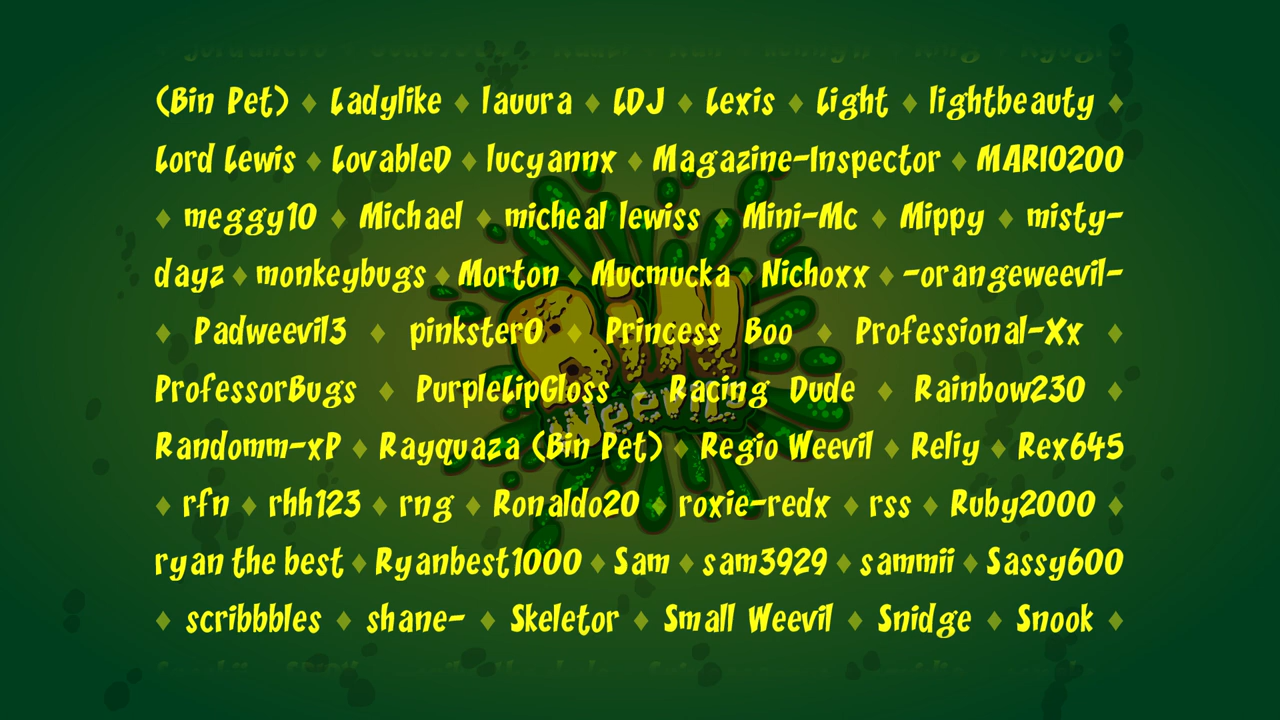 (Bin Pet) ♦ Ladylike ♦ lauura ♦ LDJ ♦ Lexis ♦ Light ♦ lightbeauty ♦
Lord Lewis ♦ LovableD ♦ lucyannx ♦ Magazine-Inspector ♦ MARIO200
♦ meggy10 ♦ Michael ♦ micheal lewiss ♦ Mini-Mc ♦ Mippy ♦ misty-
dayz ♦ monkeybugs ♦ Morton ♦ Mucmucka ♦ Nichoxx ♦ -orangeweevil-
♦ Padweevil3 ♦ pinkster0 ♦ Princess Boo ♦ Professional-Xx ♦
ProfessorBugs ♦ PurpleLipGloss ♦ Racing Dude ♦ Rainbow230 ♦
Randomm-xP ♦ Rayquaza (Bin Pet) ♦ Regio Weevil ♦ Reliy ♦ Rex645
♦ rfn ♦ rhh123 ♦ rng ♦ Ronaldo20 ♦ roxie-redx ♦ rss ♦ Ruby2000 ♦
ryan the best ♦ Ryanbest1000 ♦ Sam ♦ sam3929 ♦ sammii ♦ Sassy600
♦ scribbbles ♦ shane- ♦ Skeletor ♦ Small Weevil ♦ Snidge ♦ Snook ♦
BiN
Weevils